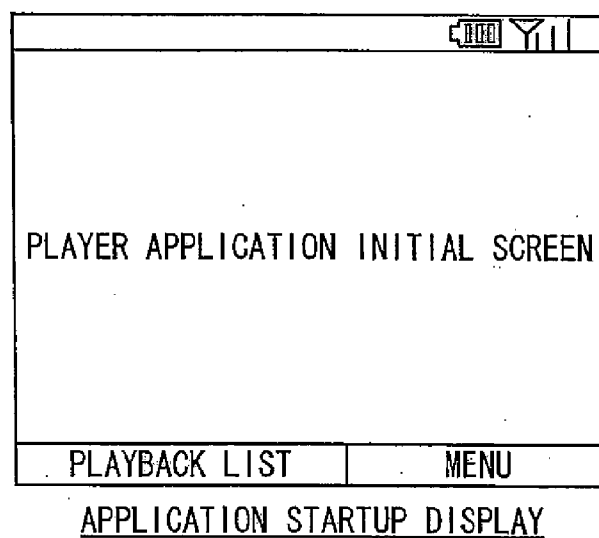 PLAYER APPLICATION INITIAL SCREEN
PLAYBACK LIST MENU
APPLICATION STARTUP DISPLAY